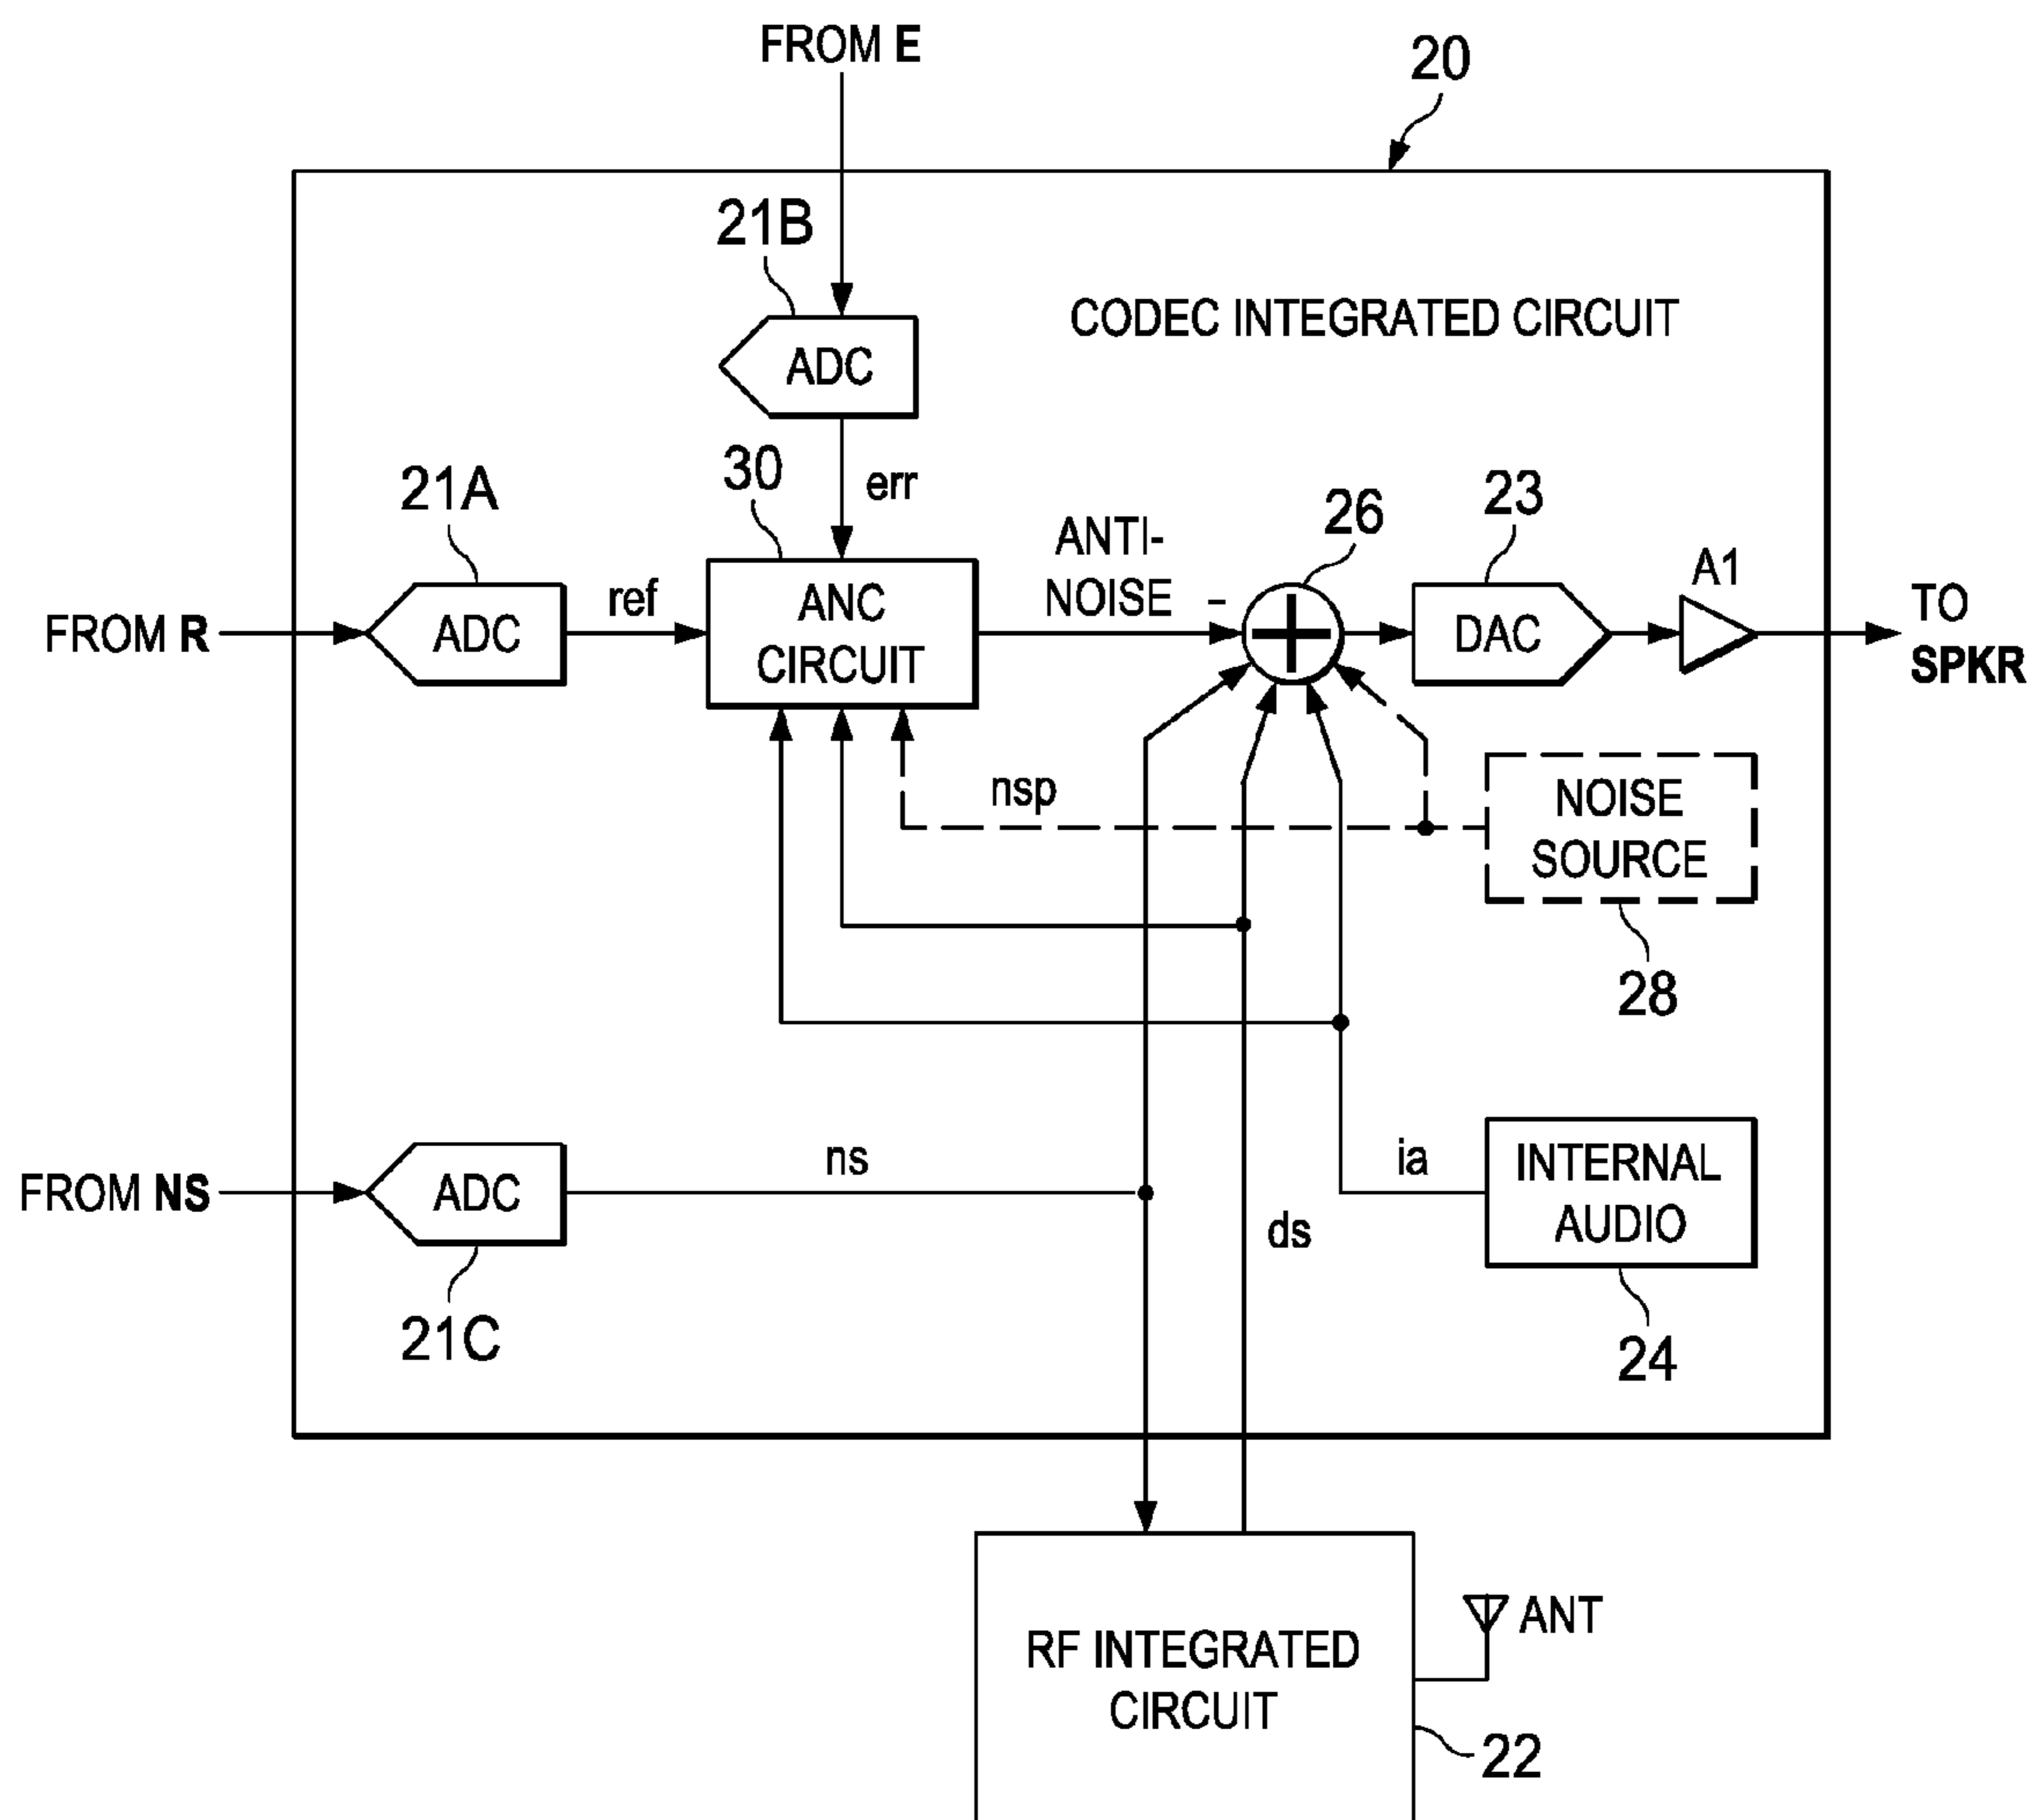 FROM E
20
21B
ADC
CODEC INTEGRATED CIRCUIT
30
err
21A
ANTI-
NOISE
-
26
23
A1
FROM R
ADC
ref
ANC
CIRCUIT
DAC
TO
SPKR
nsp
NOISE
SOURCE
28
FROM NS
ADC
ns
ia
INTERNAL
AUDIO
ds
21C
24
RF INTEGRATED
CIRCUIT
ANT
22